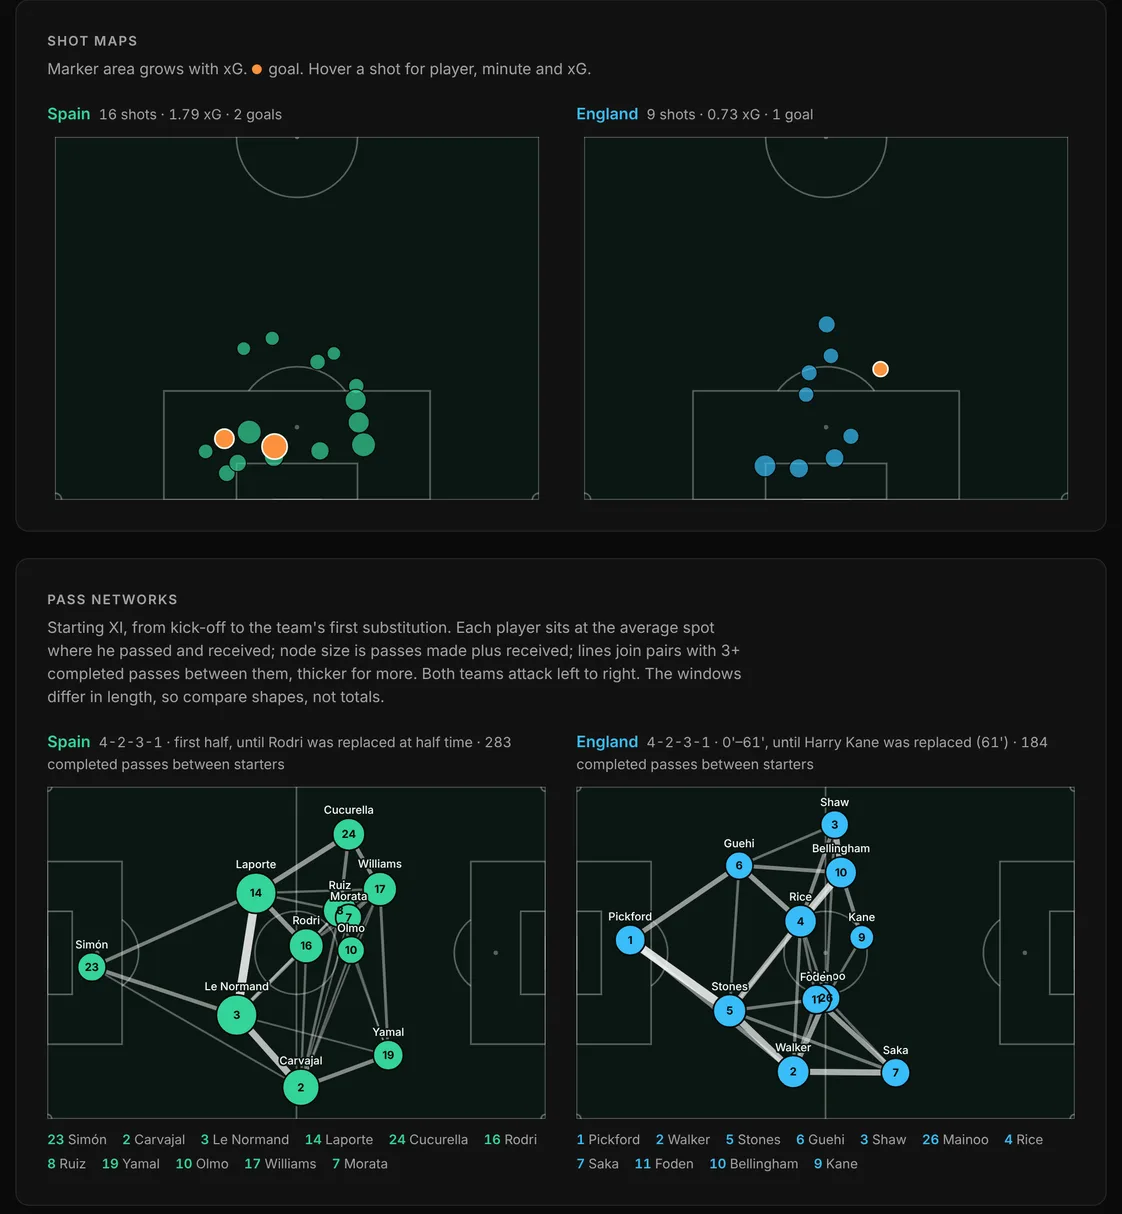 SHOT MAPS
Marker area grows with xG. goal. Hover a shot for player, minute and xG.
Spain 16 shots · 1.79 xG · 2 goals
England 9 shots · 0.73 xG · 1 goal
PASS NETWORKS
Starting XI, from kick-off to the team's first substitution. Each player sits at the average spot
where he passed and received; node size is passes made plus received; lines join pairs with 3+
completed passes between them, thicker for more. Both teams attack left to right. The windows
differ in length, so compare shapes, not totals.
Spain 4-2-3-1 · first half, until Rodri was replaced at half time · 283
completed passes between starters
England 4-2-3-1 · 0'–61', until Harry Kane was replaced (61') · 184
completed passes between starters
Cucurella
24
Laporte
14
Williams
17
Ruiz
8
Morata
7
Rodri
16
Olmo
10
Simón
23
Le Normand
3
Yamal
19
Carvajal
2
Shaw
3
Guehi
6
Bellingham
10
Rice
4
Pickford
1
Kane
9
Foden
11
26
Stones
5
Walker
2
Saka
7
23 Simón 2 Carvajal 3 Le Normand 14 Laporte 24 Cucurella 16 Rodri
8 Ruiz 19 Yamal 10 Olmo 17 Williams 7 Morata
1 Pickford 2 Walker 5 Stones 6 Guehi 3 Shaw 26 Mainoo 4 Rice
7 Saka 11 Foden 10 Bellingham 9 Kane